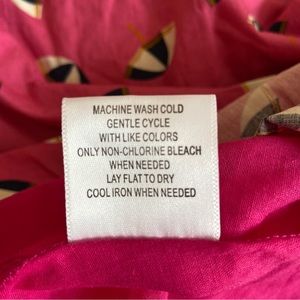 MACHINE WASH COLD
GENTLE CYCLE
WITH LIKE COLORS
ONLY NON-CHLORINE BLEACH
WHEN NEEDED
LAY FLAT TO DRY
COOL IRON WHEN NEEDED